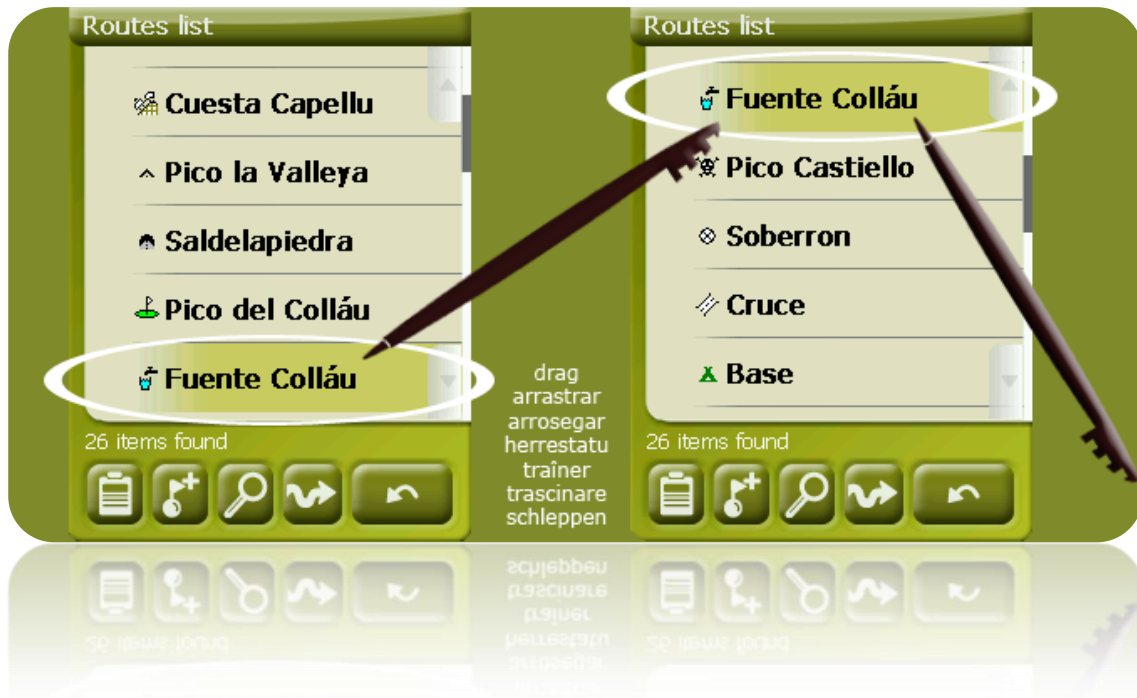 Routes list
Cuesta Capellu
Pico la Valleya
Saldelapiedra
Pico del Colláu
Fuente Colláu
26 items found
drag
arrastrar
arrosegar
herrestatu
traîner
trascinare
schleppen
Routes list
Fuente Colláu
Pico Castiello
Soberron
Cruce
Base
26 items found